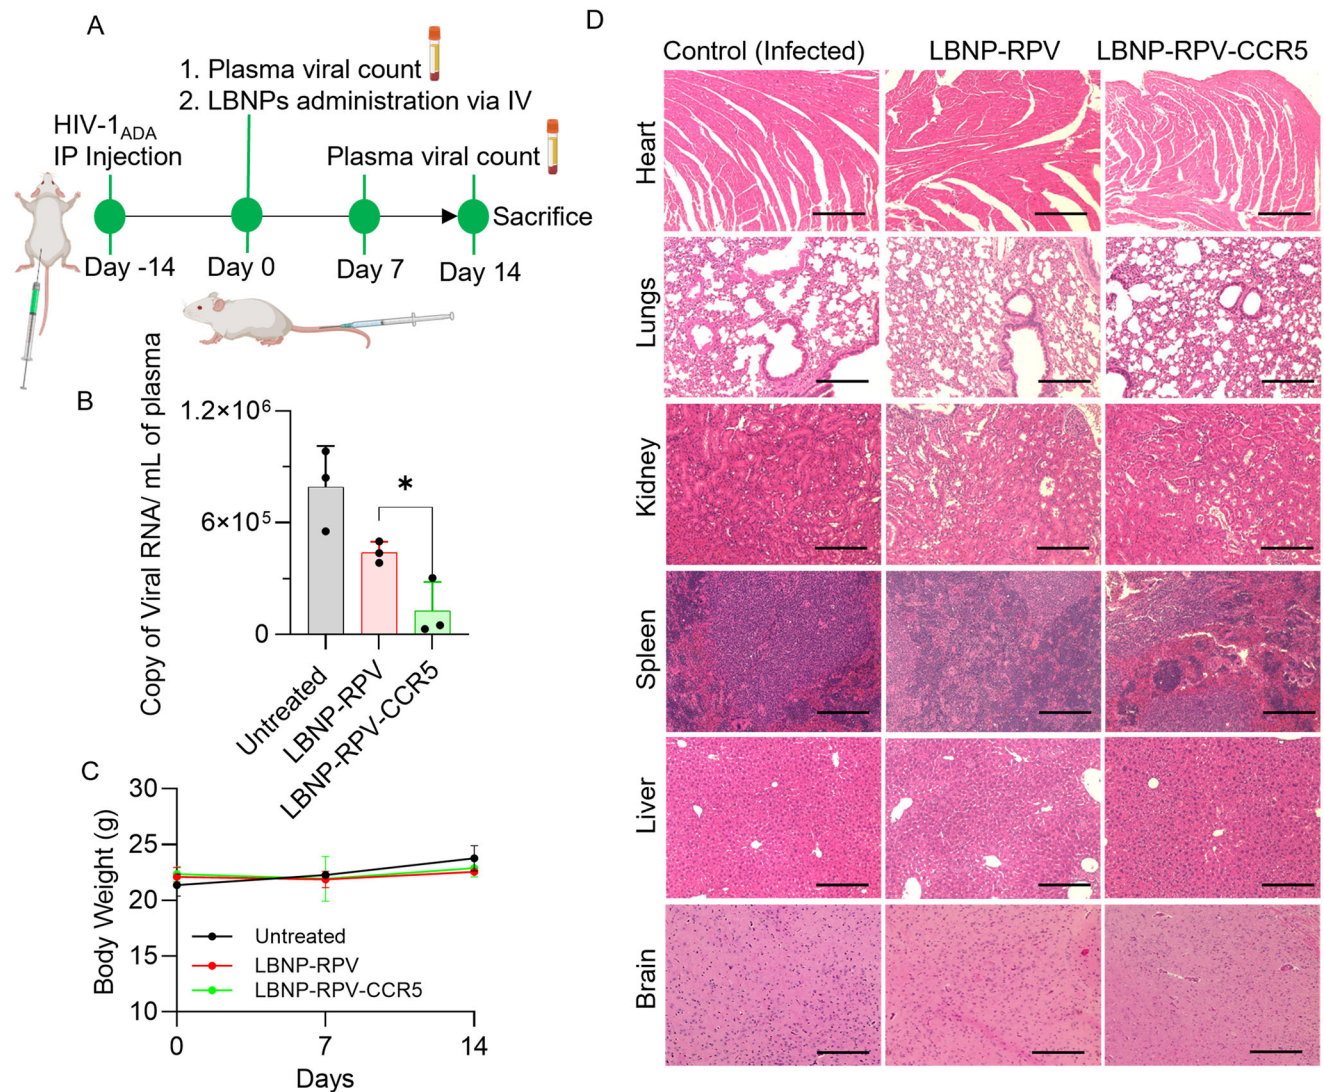 A
1. Plasma viral count
2. LBNPs administration via IV
HIV-1ADA
IP Injection
Plasma viral count
Sacrifice
Day -14
Day 0
Day 7
Day 14
B
Copy of Viral RNA/ mL of plasma
1.2×10⁶
6×10⁵
0
*
Untreated
LBNP-RPV
LBNP-RPV-CCR5
C
Body Weight (g)
30
25
20
15
10
Untreated
LBNP-RPV
LBNP-RPV-CCR5
0
7
14
Days
D
Control (Infected)
LBNP-RPV
LBNP-RPV-CCR5
Heart
Lungs
Kidney
Spleen
Liver
Brain